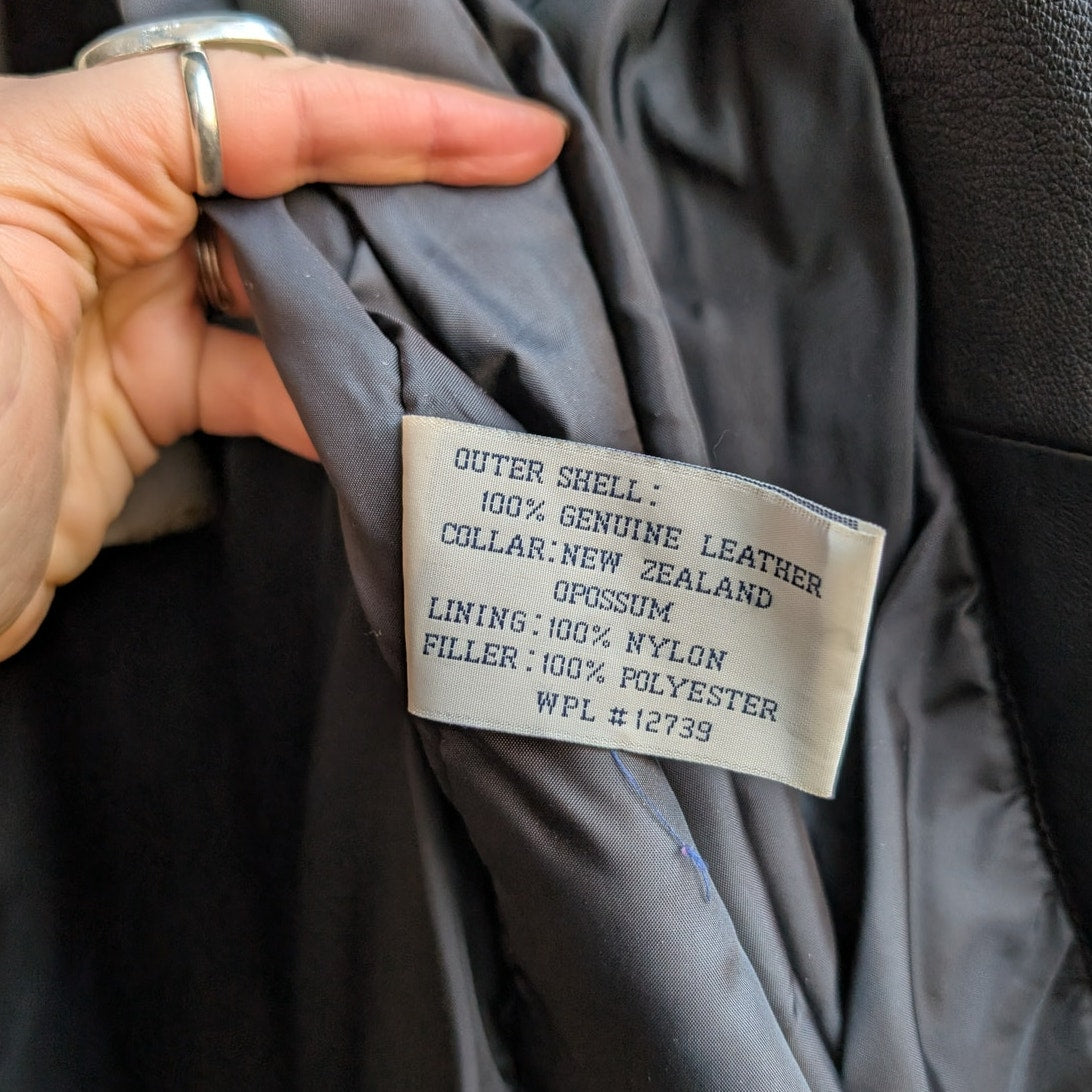 OUTER SHELL:
100% GENUINE LEATHER
COLLAR:NEW ZEALAND
OPOSSUM
LINING:100% NYLON
FILLER:100% POLYESTER
WPL #12739